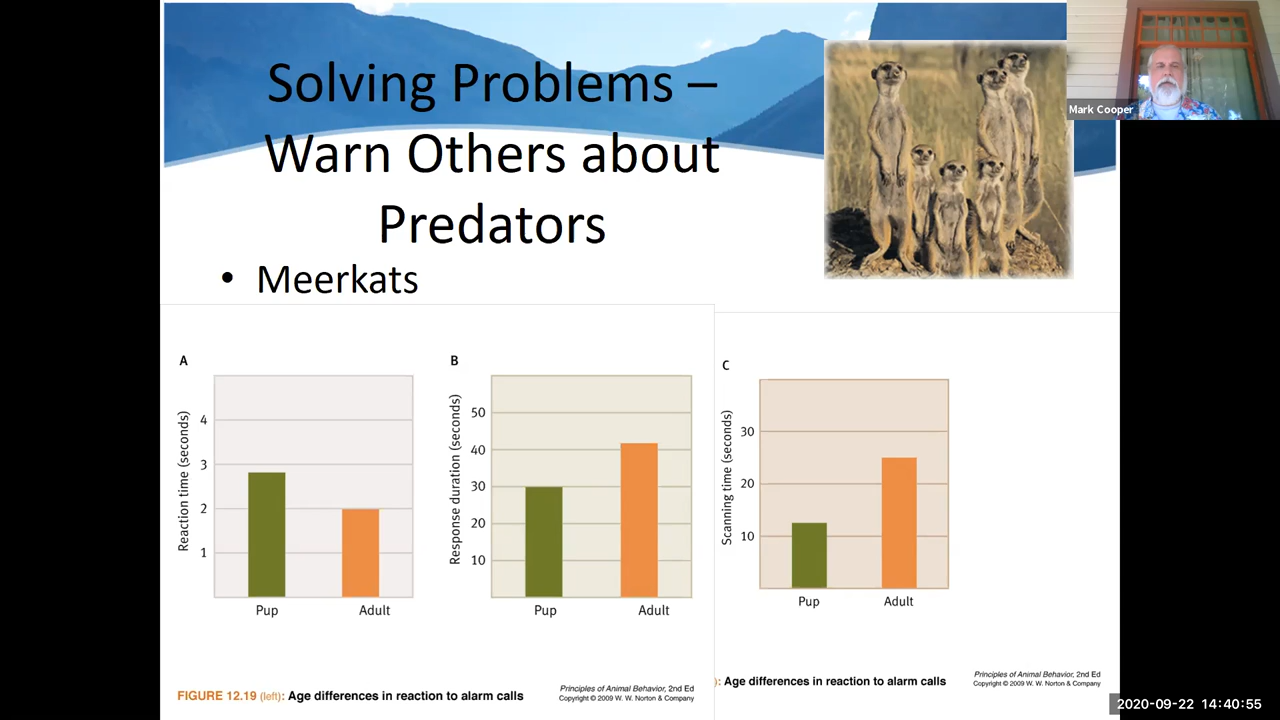 Solving Problems –
Warn Others about
Predators
Mark Cooper
• Meerkats
A
Reaction time (seconds)
4
3
2
1
Pup
Adult
B
Response duration (seconds)
50
40
30
20
10
Pup
Adult
C
Scanning time (seconds)
30
20
10
Pup
Adult
FIGURE 12.19 (left): Age differences in reaction to alarm calls
Principles of Animal Behavior, 2nd Ed
Copyright © 2009 W. W. Norton & Company
): Age differences in reaction to alarm calls
Principles of Animal Behavior, 2nd Ed
Copyright © 2009 W. W. Norton & Company
2020-09-22 14:40:55